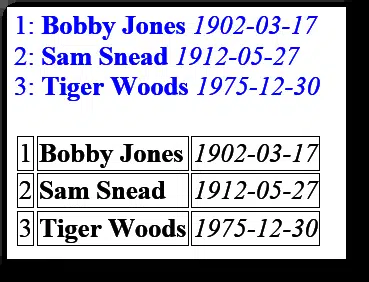 1: Bobby Jones 1902-03-17
2: Sam Snead 1912-05-27
3: Tiger Woods 1975-12-30
1 Bobby Jones 1902-03-17
2 Sam Snead 1912-05-27
3 Tiger Woods 1975-12-30